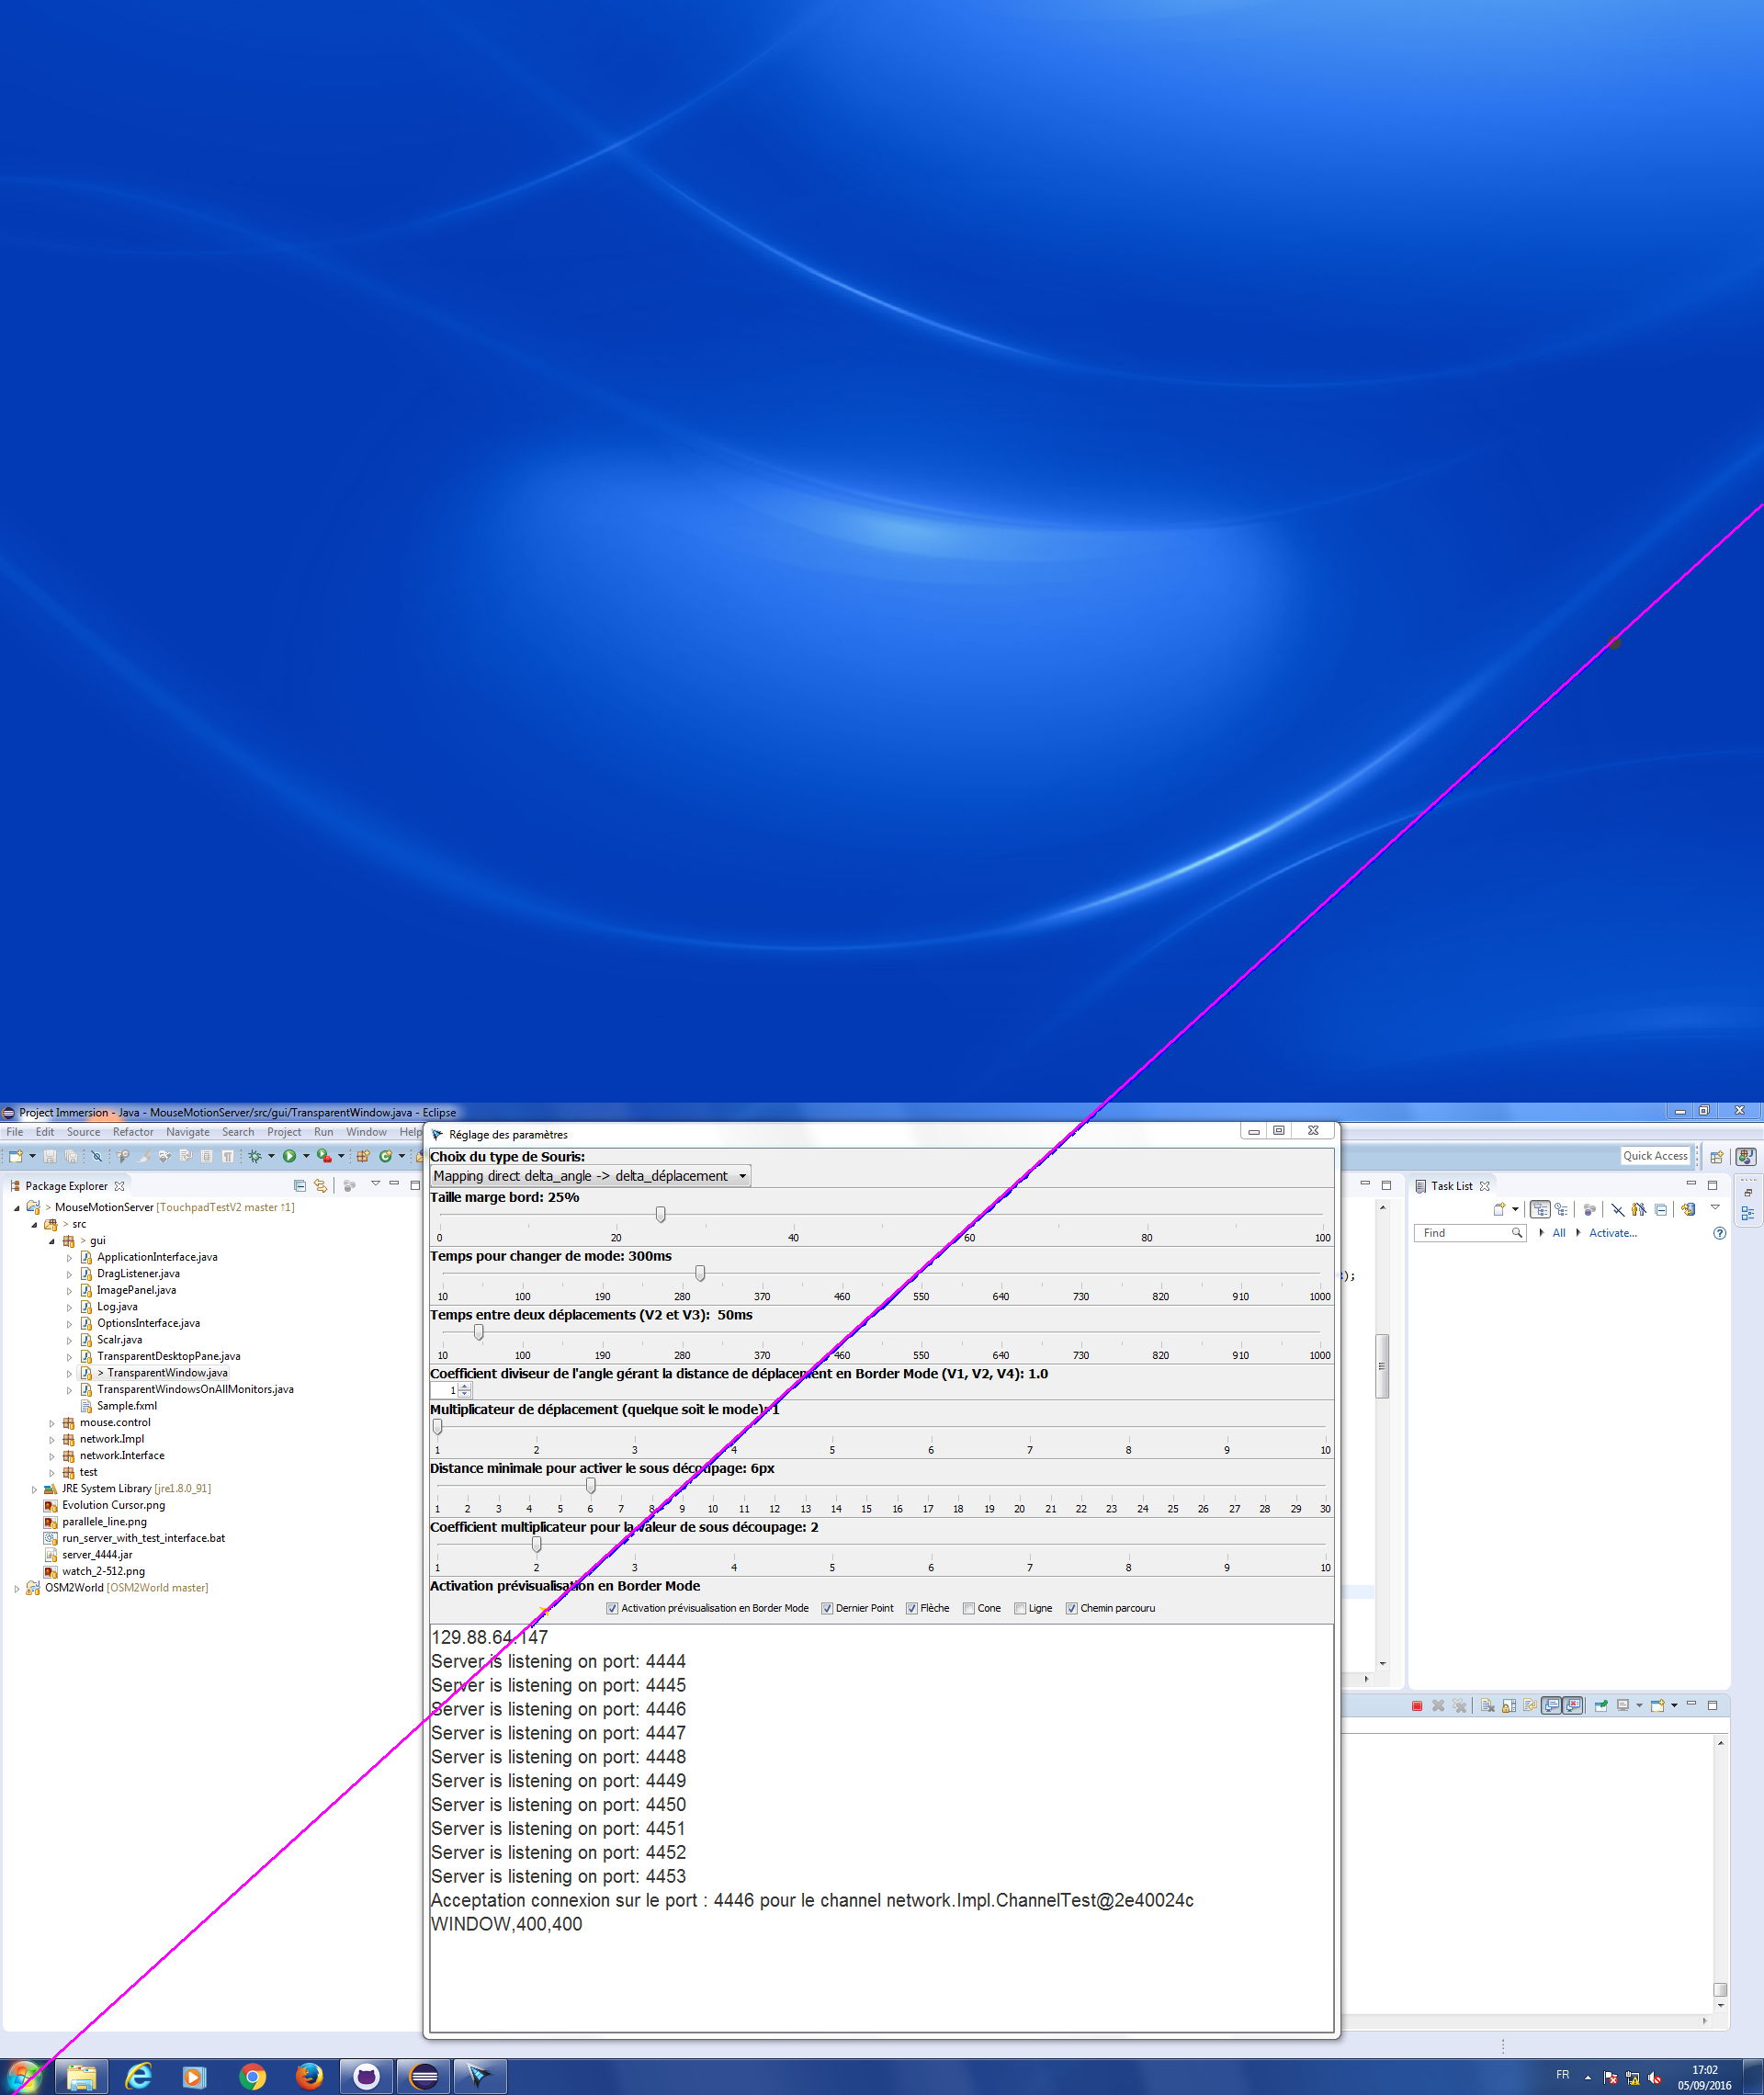 Project Immersion - Java - MouseMotionServer/src/gui/TransparentWindow.java - Eclipse
File Edit Source Refactor Navigate Search Project Run Window Help
Quick Access
Package Explorer
> MouseMotionServer [TouchpadTestV2 master ↑1]
> src
> gui
ApplicationInterface.java
DragListener.java
ImagePanel.java
Log.java
OptionsInterface.java
Scalr.java
TransparentDesktopPane.java
> TransparentWindow.java
TransparentWindowsOnAllMonitors.java
Sample.fxml
mouse.control
network.Impl
network.Interface
test
JRE System Library [jre1.8.0_91]
Evolution Cursor.png
parallele_line.png
run_server_with_test_interface.bat
server_4444.jar
watch_2-512.png
OSM2World [OSM2World master]
Réglage des paramètres
Choix du type de Souris:
Mapping direct delta_angle -> delta_déplacement
Taille marge bord: 25%
0 20 40 60 80 100
Temps pour changer de mode: 300ms
10 100 190 280 370 460 550 640 730 820 910 1000
Temps entre deux déplacements (V2 et V3): 50ms
10 100 190 280 370 460 550 640 730 820 910 1000
Coefficient diviseur de l'angle gérant la distance de déplacement en Border Mode (V1, V2, V4): 1.0
1
Multiplicateur de déplacement (quelque soit le mode): 1
1 2 3 4 5 6 7 8 9 10
Distance minimale pour activer le sous découpage: 6px
1 2 3 4 5 6 7 8 9 10 11 12 13 14 15 16 17 18 19 20 21 22 23 24 25 26 27 28 29 30
Coefficient multiplicateur pour la valeur de sous découpage: 2
1 2 3 4 5 6 7 8 9 10
Activation prévisualisation en Border Mode
Activation prévisualisation en Border Mode Dernier Point Flèche Cone Ligne Chemin parcouru
129.88.64.147
Server is listening on port: 4444
Server is listening on port: 4445
Server is listening on port: 4446
Server is listening on port: 4447
Server is listening on port: 4448
Server is listening on port: 4449
Server is listening on port: 4450
Server is listening on port: 4451
Server is listening on port: 4452
Server is listening on port: 4453
Acceptation connexion sur le port : 4446 pour le channel network.Impl.ChannelTest@2e40024c
WINDOW,400,400
);
Task List
Find All Activate...
FR
17:02
05/09/2016